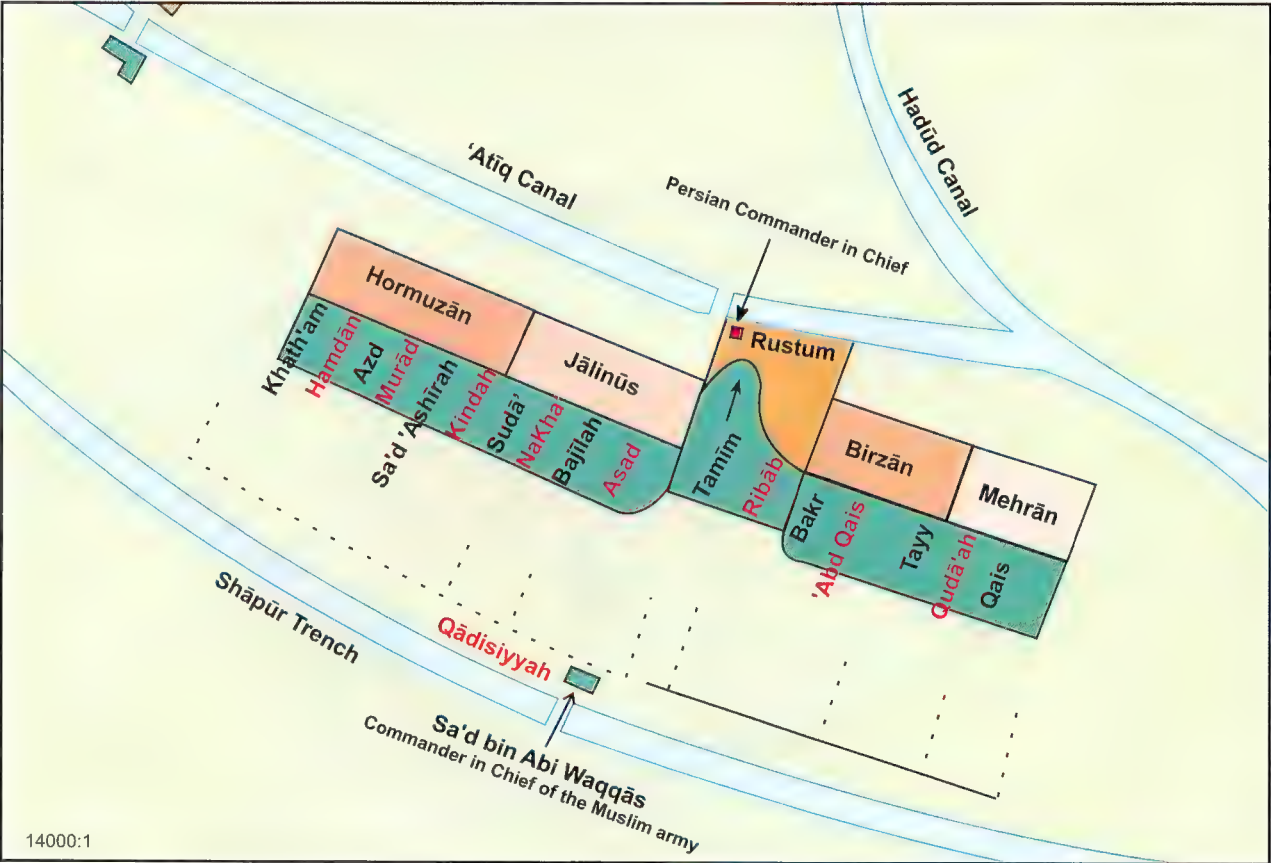 Hadūd Canal
'Atīq Canal
Persian Commander in Chief
Hormuzān
Jālinūs
Rustum
Birzān
Mehrān
Khath'am
Hamdān
Azd
Murād
Sa'd 'Ashīrah
Kindah
Sudā'
NaKha
Bajīlah
Asad
Tamīm
Ribāb
Bakr
'Abd Qais
Tayy
Qudā'ah
Qais
Shāpūr Trench
Qādisiyyah
Sa'd bin Abi Waqqās
Commander in Chief of the Muslim army
14000:1